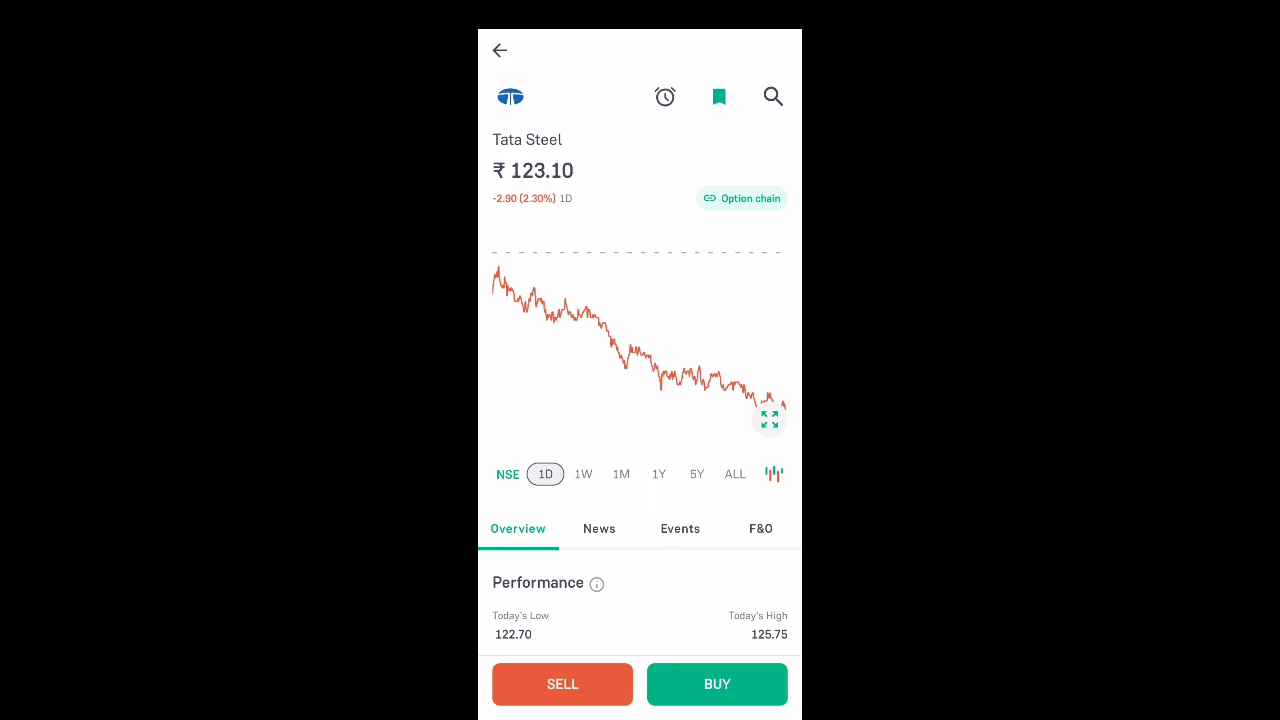 Tata Steel
₹ 123.10
-2.90 (2.30%) 1D
Option chain
NSE 1D 1W 1M 1Y 5Y ALL
Overview News Events F&O
Performance
Today's Low Today's High
122.70 125.75
SELL BUY